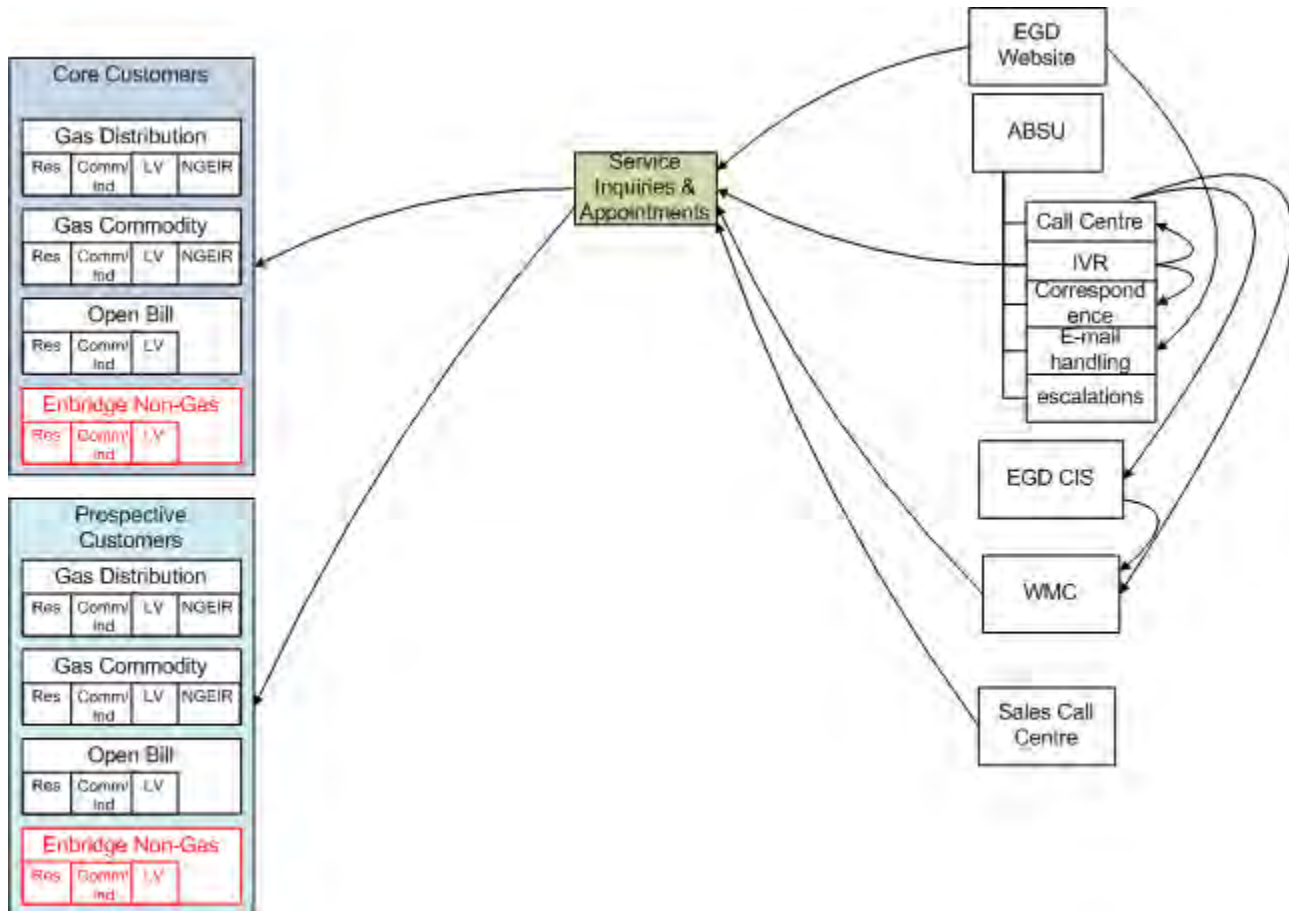 Core Customers
Gas Distribution
Res Comm/ LV NGEIR
Ind
Gas Commodity
Res Comm/ LV NGEIR
Ind
Open Bill
Res Comm/ LV
Ind
Enbridge Non-Gas
Res Comm/ LV
Ind
Prospective
Customers
Gas Distribution
Res Comm/ LV NGEIR
Ind
Gas Commodity
Res Comm/ LV NGEIR
Ind
Open Bill
Res Comm/ LV
Ind
Enbridge Non-Gas
Res Comm/ LV
Ind
Service
Inquiries &
Appointments
EGD
Website
ABSU
Call Centre
IVR
Correspond
ence
E-mail
handling
escalations
EGD CIS
WMC
Sales Call
Centre